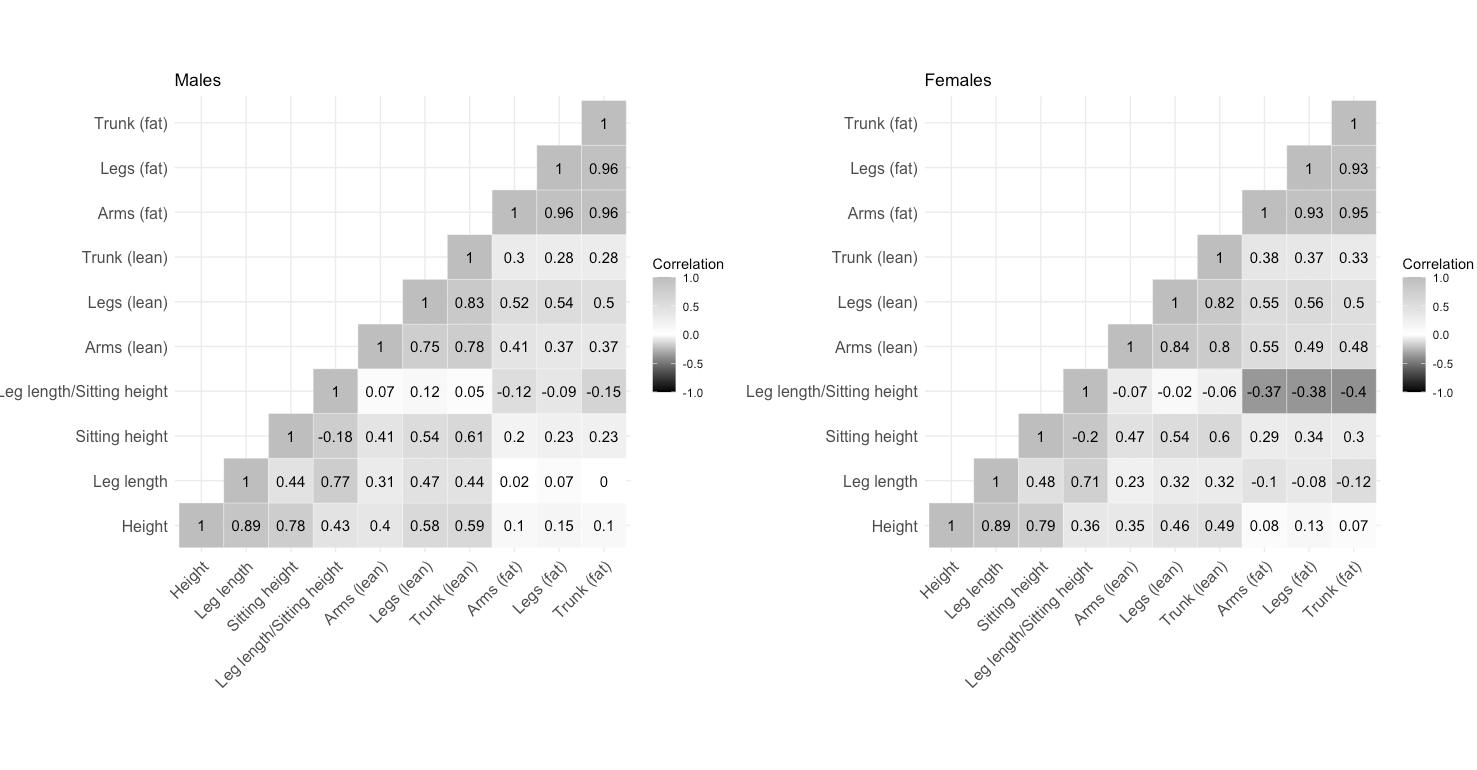 Males
Trunk (fat) 1
Legs (fat) 1 0.96
Arms (fat) 1 0.96 0.96
Trunk (lean) 1 0.3 0.28 0.28
Legs (lean) 1 0.83 0.52 0.54 0.5
Arms (lean) 1 0.75 0.78 0.41 0.37 0.37
Leg length/Sitting height 1 0.07 0.12 0.05 -0.12 -0.09 -0.15
Sitting height 1 -0.18 0.41 0.54 0.61 0.2 0.23 0.23
Leg length 1 0.44 0.77 0.31 0.47 0.44 0.02 0.07 0
Height 1 0.89 0.78 0.43 0.4 0.58 0.59 0.1 0.15 0.1
Height
Leg length
Sitting height
Leg length/Sitting height
Arms (lean)
Legs (lean)
Trunk (lean)
Arms (fat)
Legs (fat)
Trunk (fat)
Correlation
1.0
0.5
0.0
-0.5
-1.0
Females
Trunk (fat) 1
Legs (fat) 1 0.93
Arms (fat) 1 0.93 0.95
Trunk (lean) 1 0.38 0.37 0.33
Legs (lean) 1 0.82 0.55 0.56 0.5
Arms (lean) 1 0.84 0.8 0.55 0.49 0.48
Leg length/Sitting height 1 -0.07 -0.02 -0.06 -0.37 -0.38 -0.4
Sitting height 1 -0.2 0.47 0.54 0.6 0.29 0.34 0.3
Leg length 1 0.48 0.71 0.23 0.32 0.32 -0.1 -0.08 -0.12
Height 1 0.89 0.79 0.36 0.35 0.46 0.49 0.08 0.13 0.07
Height
Leg length
Sitting height
Leg length/Sitting height
Arms (lean)
Legs (lean)
Trunk (lean)
Arms (fat)
Legs (fat)
Trunk (fat)
Correlation
1.0
0.5
0.0
-0.5
-1.0